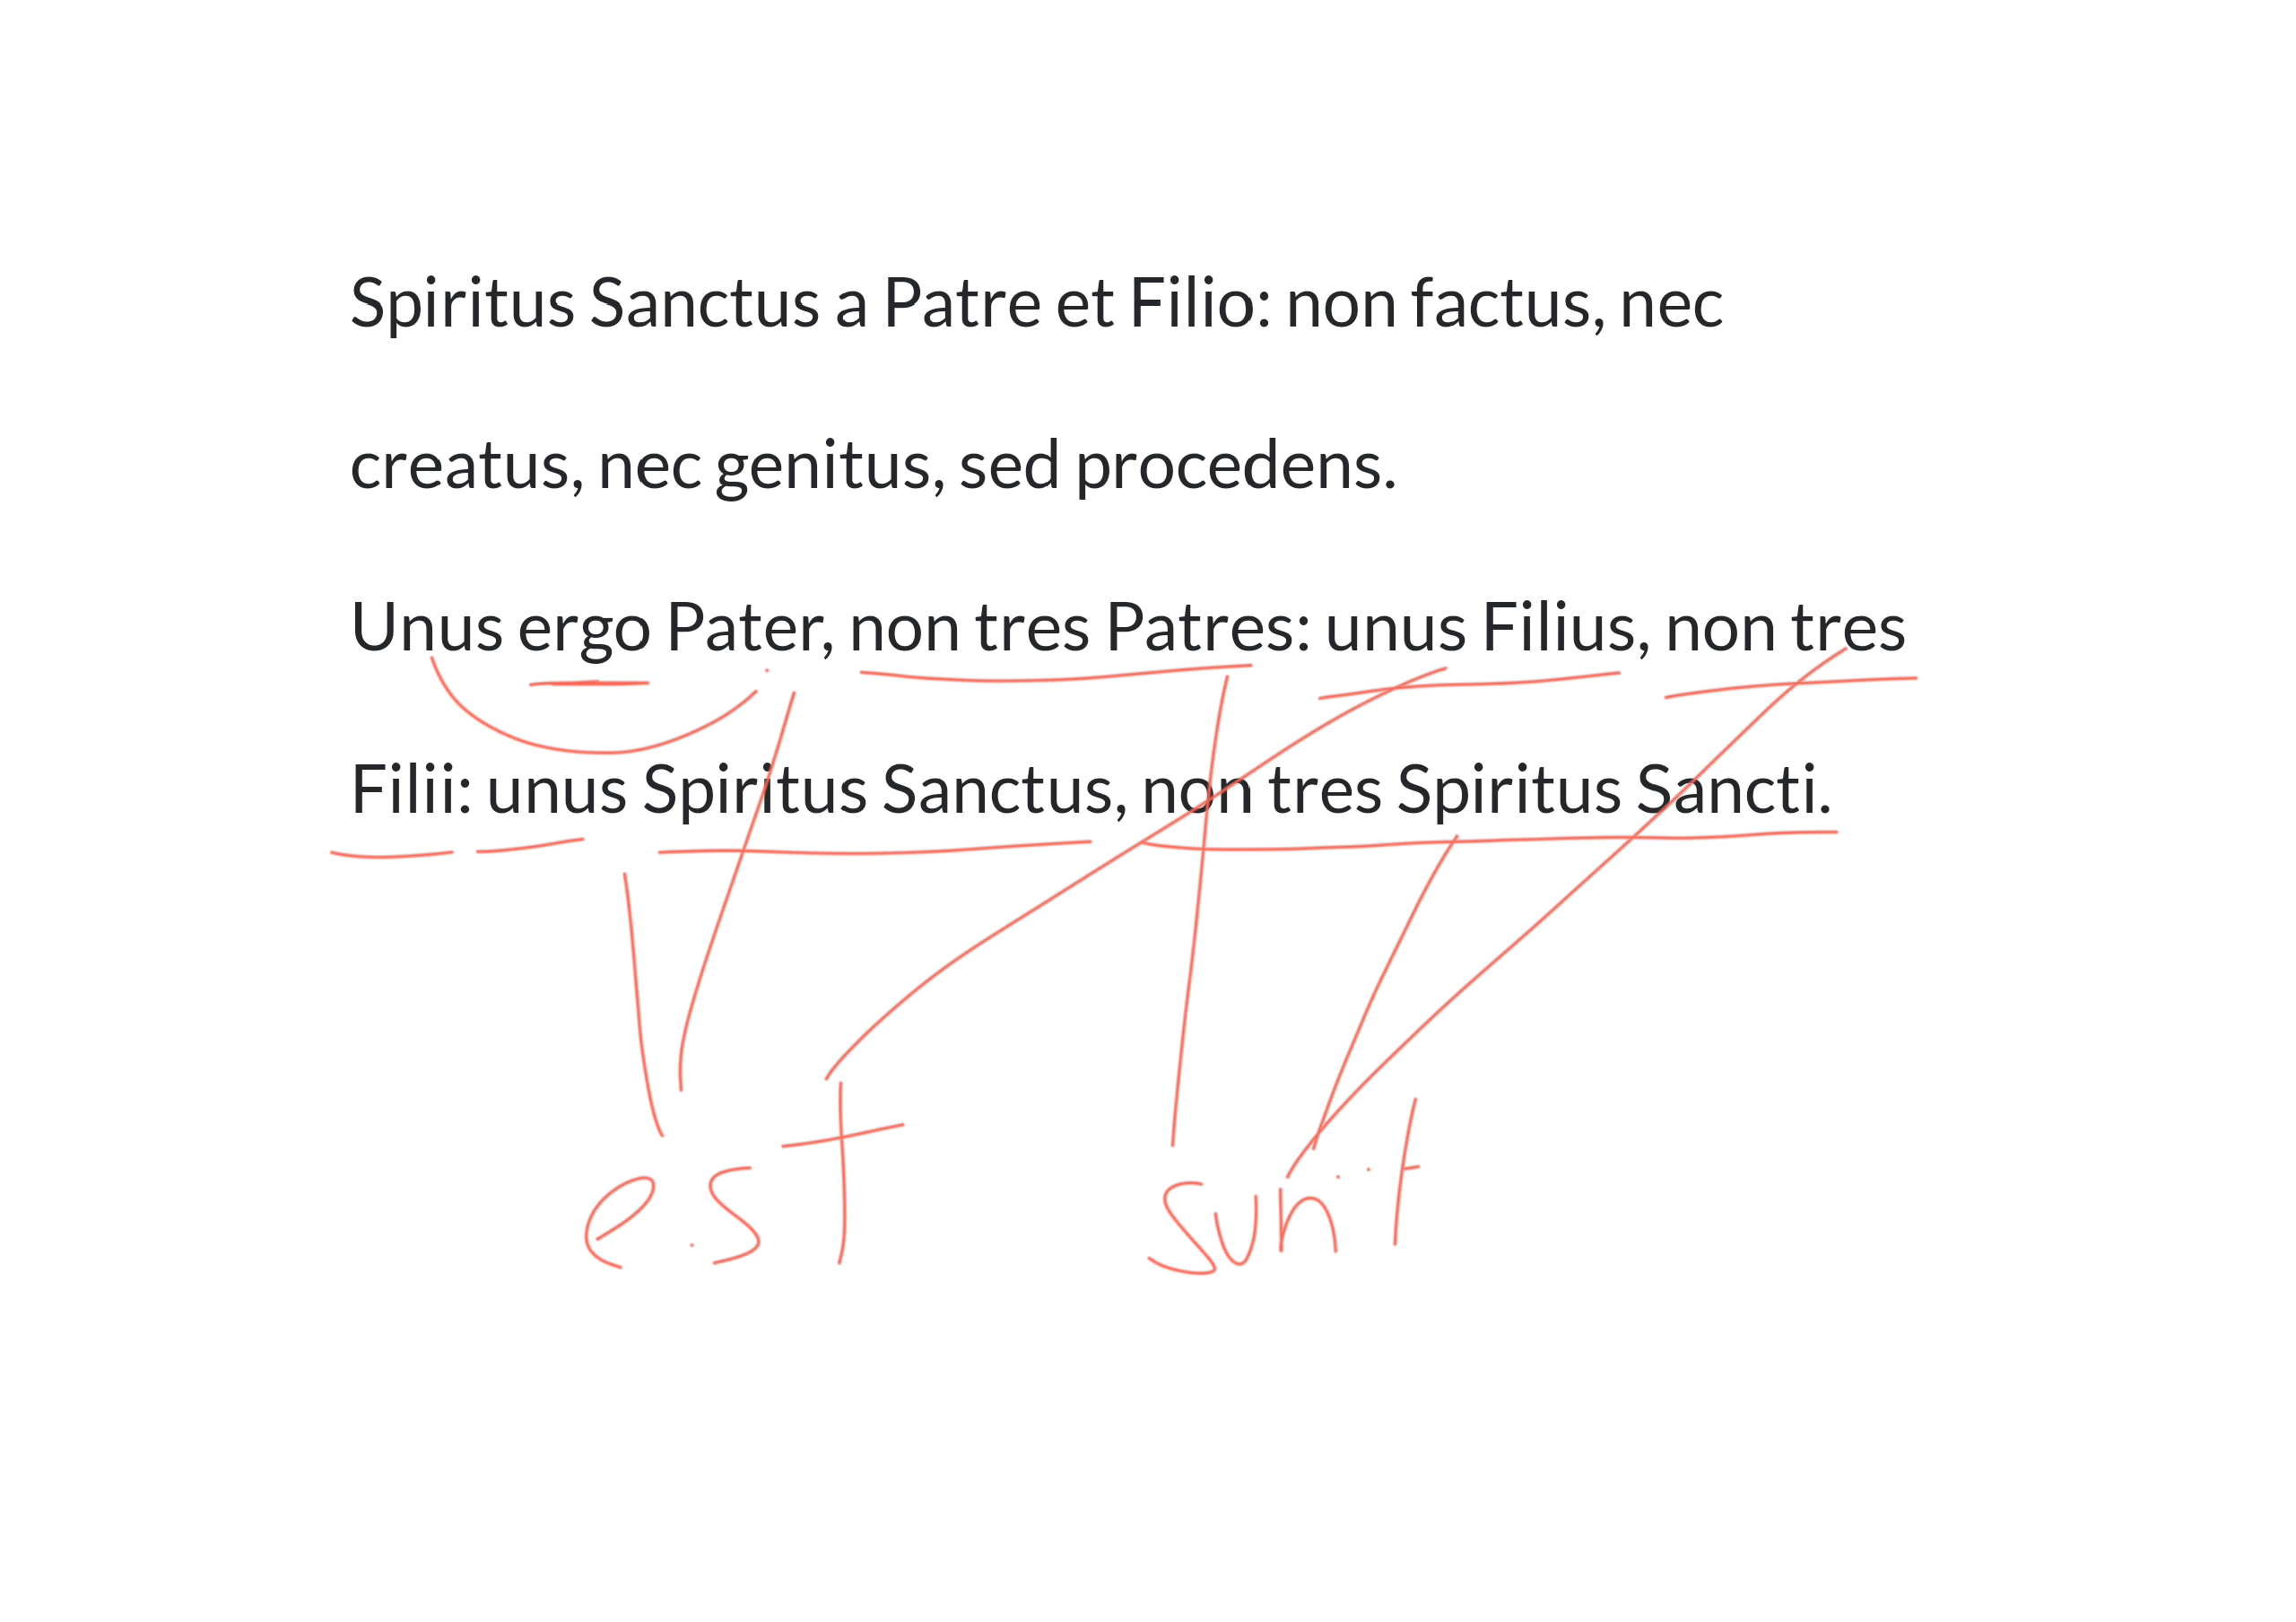 Spiritus Sanctus a Patre et Filio: non factus, nec
creatus, nec genitus, sed procedens.
Unus ergo Pater, non tres Patres: unus Filius, non tres
Filii: unus Spiritus Sanctus, non tres Spiritus Sancti.
est sunt